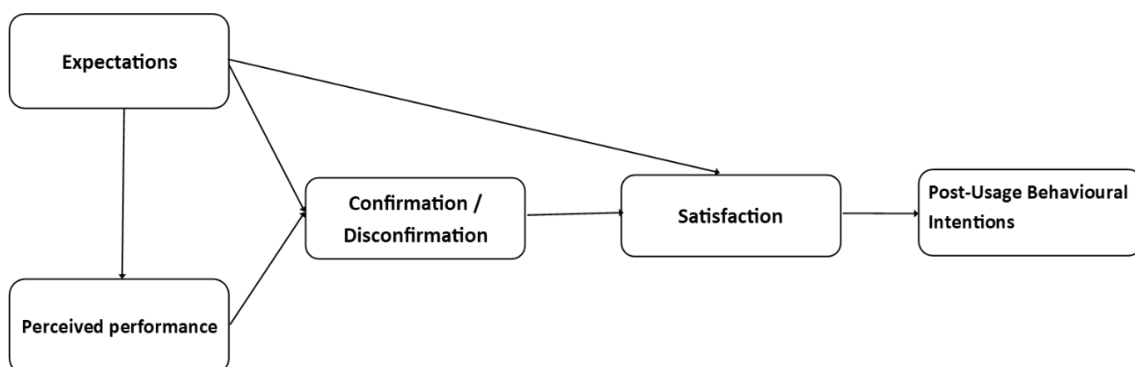 Expectations
Confirmation /
Disconfirmation
Satisfaction
Post-Usage Behavioural
Intentions
Perceived performance